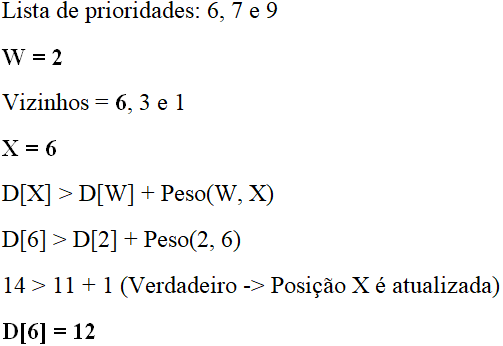 Lista de prioridades: 6, 7 e 9
W = 2
Vizinhos = 6, 3 e 1
X = 6
D[X] > D[W] + Peso(W, X)
D[6] > D[2] + Peso(2, 6)
14 > 11 + 1 (Verdadeiro -> Posição X é atualizada)
D[6] = 12